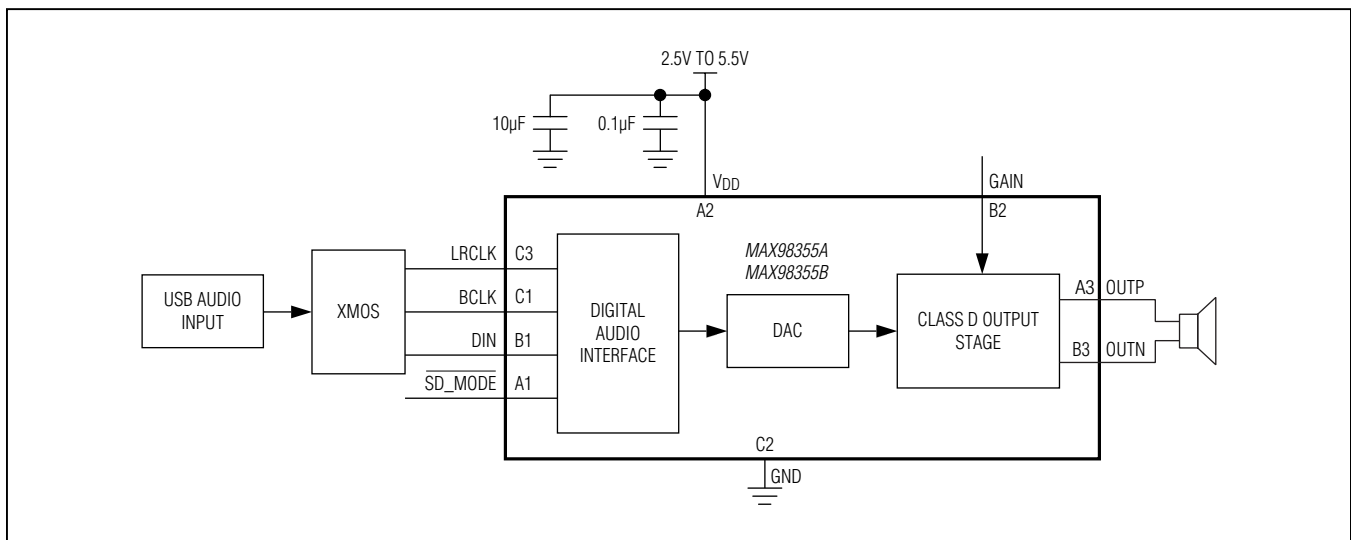 2.5V TO 5.5V
10µF
0.1µF
VDD
GAIN
A2
B2
LRCLK C3
MAX98355A
MAX98355B
A3 OUTP
USB AUDIO
INPUT
XMOS
BCLK C1
DIGITAL
AUDIO
INTERFACE
DAC
CLASS D OUTPUT
STAGE
DIN B1
B3 OUTN
SD_MODE A1
C2
GND